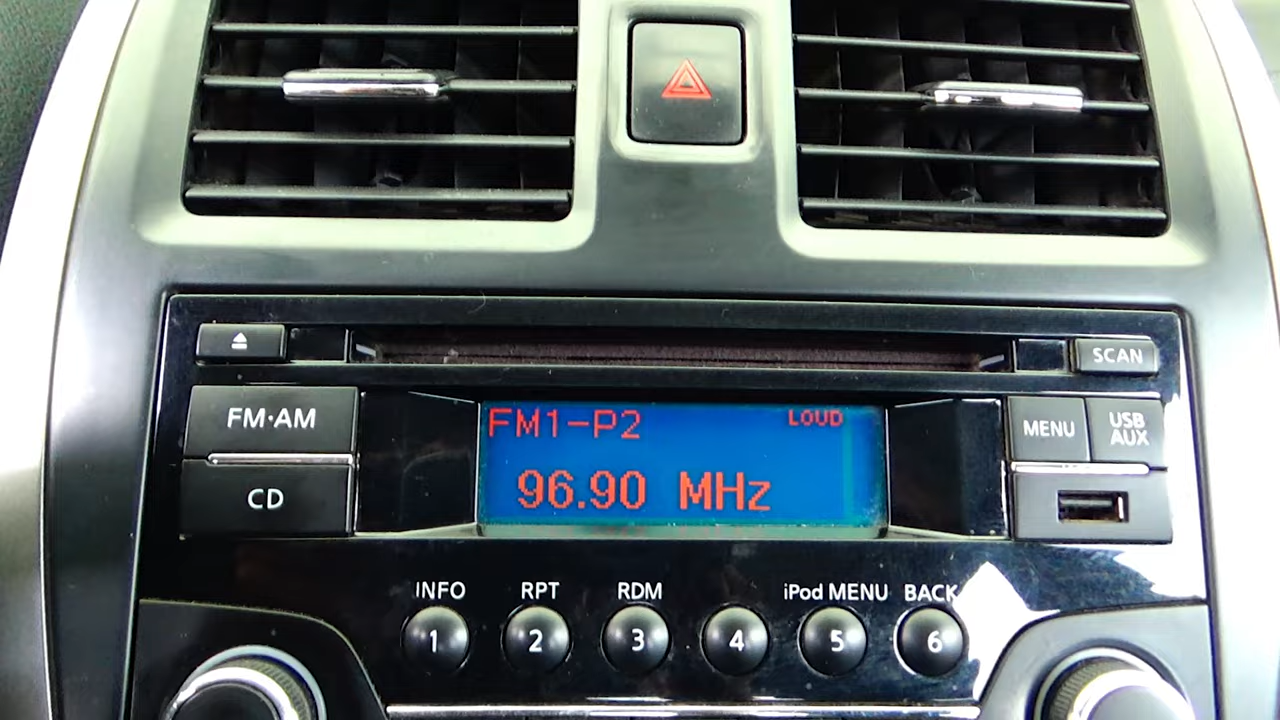 SCAN
FM·AM
CD
FM1-P2 LOUD
96.90 MHz
MENU
USB AUX
INFO RPT RDM iPod MENU BACK
1 2 3 4 5 6